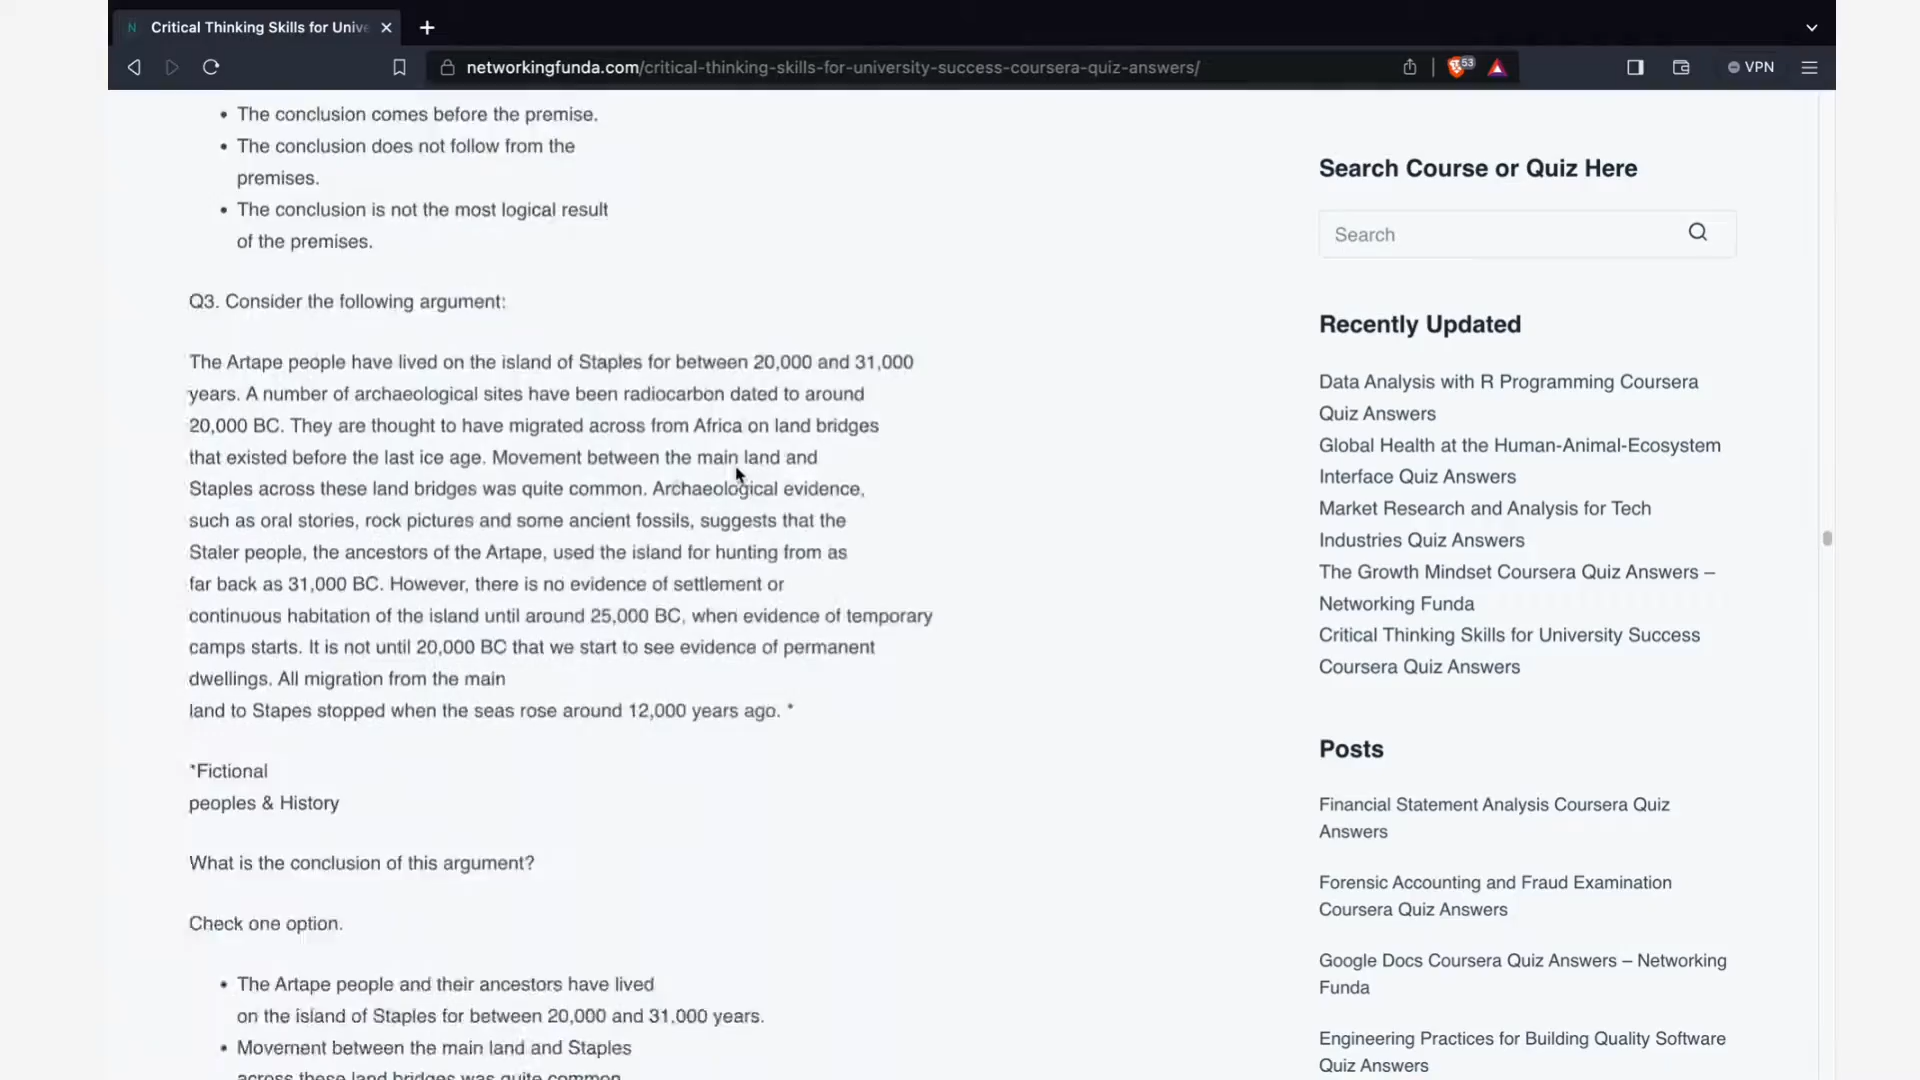 N Critical Thinking Skills for Unive
networkingfunda.com/critical-thinking-skills-for-university-success-coursera-quiz-answers/
53
VPN
The conclusion comes before the premise.
The conclusion does not follow from the
premises.
The conclusion is not the most logical result
of the premises.
Q3. Consider the following argument:
The Artape people have lived on the island of Staples for between 20,000 and 31,000
years. A number of archaeological sites have been radiocarbon dated to around
20,000 BC. They are thought to have migrated across from Africa on land bridges
that existed before the last ice age. Movement between the main land and
Staples across these land bridges was quite common. Archaeological evidence,
such as oral stories, rock pictures and some ancient fossils, suggests that the
Staler people, the ancestors of the Artape, used the island for hunting from as
far back as 31,000 BC. However, there is no evidence of settlement or
continuous habitation of the island until around 25,000 BC, when evidence of temporary
camps starts. It is not until 20,000 BC that we start to see evidence of permanent
dwellings. All migration from the main
land to Stapes stopped when the seas rose around 12,000 years ago. *
*Fictional
peoples & History
What is the conclusion of this argument?
Check one option.
The Artape people and their ancestors have lived
on the island of Staples for between 20,000 and 31,000 years.
Movement between the main land and Staples
across these land bridges was quite common.
Search Course or Quiz Here
Search
Recently Updated
Data Analysis with R Programming Coursera
Quiz Answers
Global Health at the Human-Animal-Ecosystem
Interface Quiz Answers
Market Research and Analysis for Tech
Industries Quiz Answers
The Growth Mindset Coursera Quiz Answers –
Networking Funda
Critical Thinking Skills for University Success
Coursera Quiz Answers
Posts
Financial Statement Analysis Coursera Quiz
Answers
Forensic Accounting and Fraud Examination
Coursera Quiz Answers
Google Docs Coursera Quiz Answers – Networking
Funda
Engineering Practices for Building Quality Software
Quiz Answers